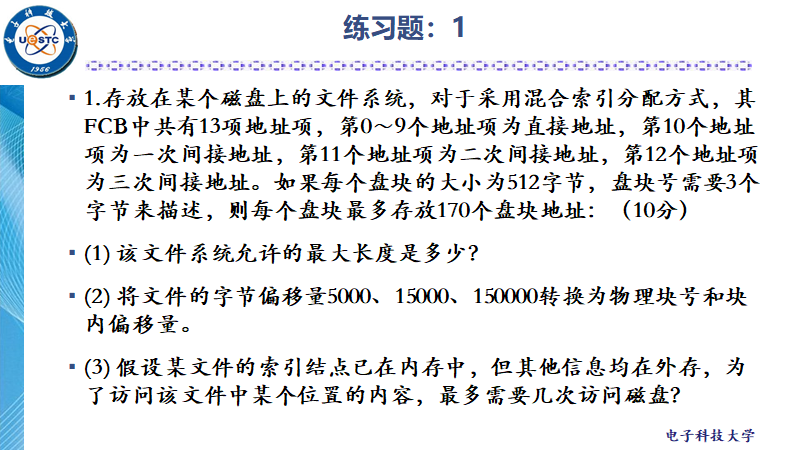 练习题：1
电子科技大学
UESTC
1956
1.存放在某个磁盘上的文件系统，对于采用混合索引分配方式，其
FCB中共有13项地址项，第0～9个地址项为直接地址，第10个地址
项为一次间接地址，第11个地址项为二次间接地址，第12个地址项
为三次间接地址。如果每个盘块的大小为512字节，盘块号需要3个
字节来描述，则每个盘块最多存放170个盘块地址：（10分）
(1) 该文件系统允许的最大长度是多少？
(2) 将文件的字节偏移量5000、15000、150000转换为物理块号和块
内偏移量。
(3) 假设某文件的索引结点已在内存中，但其他信息均在外存，为
了访问该文件中某个位置的内容，最多需要几次访问磁盘？
电子科技大学